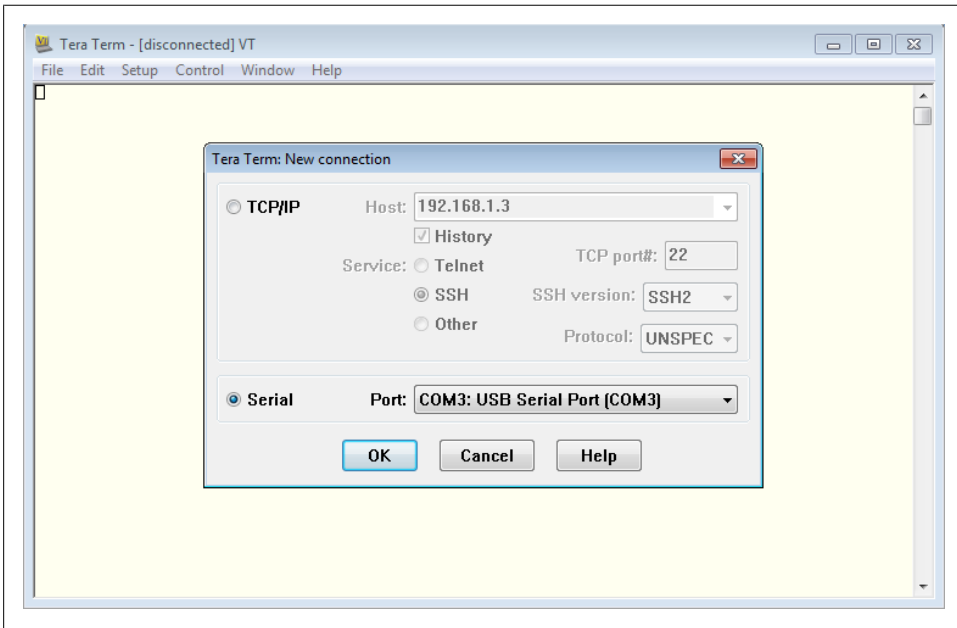 Tera Term - [disconnected] VT
File Edit Setup Control Window Help
Tera Term: New connection
TCP/IP Host: 192.168.1.3
History
Service: Telnet TCP port#: 22
SSH SSH version: SSH2
Other Protocol: UNSPEC
Serial Port: COM3: USB Serial Port (COM3)
OK Cancel Help